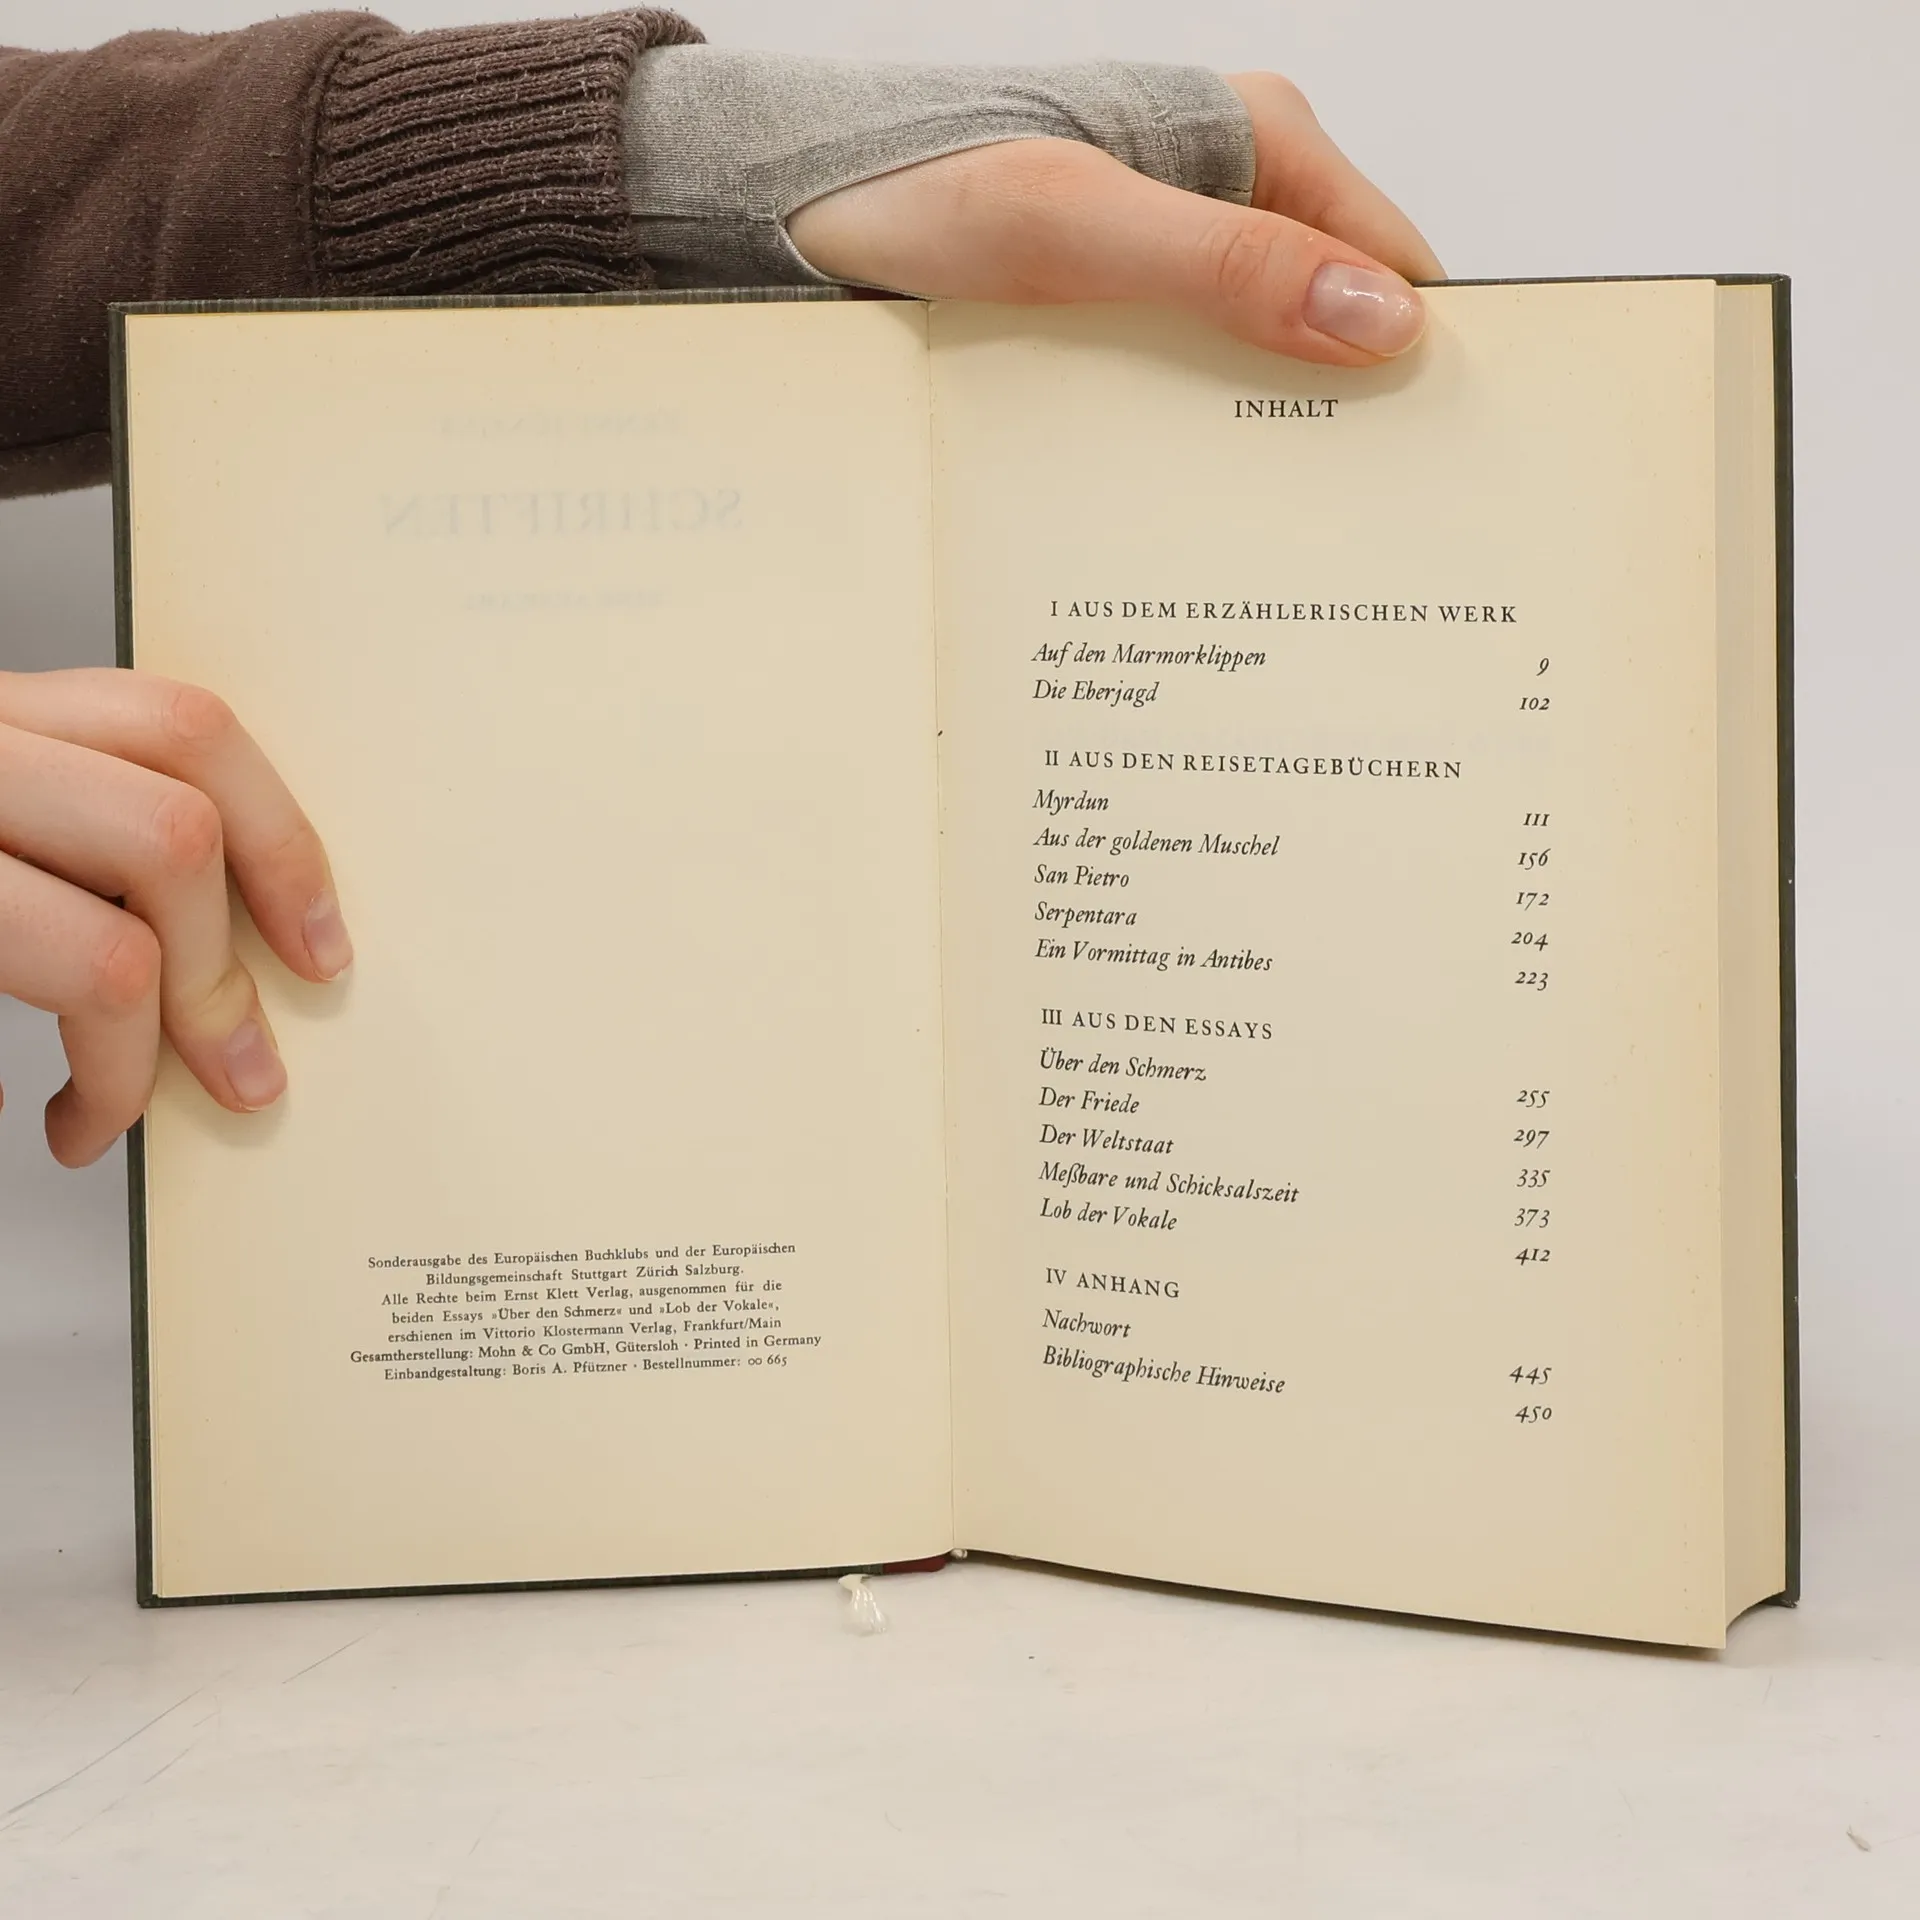 SCHRIFTEN
Sonderausgabe des Europäischen Buchklubs und der Europäischen
Bildungsgemeinschaft Stuttgart Zürich Salzburg.
Alle Rechte beim Ernst Klett Verlag, ausgenommen für die
beiden Essays »Über den Schmerz« und »Lob der Vokale«,
erschienen im Vittorio Klostermann Verlag, Frankfurt/Main
Gesamtherstellung: Mohn & Co GmbH, Gütersloh · Printed in Germany
Einbandgestaltung: Boris A. Pfützner · Bestellnummer: 00 665
INHALT
I AUS DEM ERZÄHLERISCHEN WERK
Auf den Marmorklippen 9
Die Eberjagd 102
II AUS DEN REISETAGEBÜCHERN
Myrdun 111
Aus der goldenen Muschel 156
San Pietro 172
Serpentara 204
Ein Vormittag in Antibes 223
III AUS DEN ESSAYS
Über den Schmerz 255
Der Friede 297
Der Weltstaat 335
Meßbare und Schicksalszeit 373
Lob der Vokale 412
IV ANHANG
Nachwort 445
Bibliographische Hinweise 450